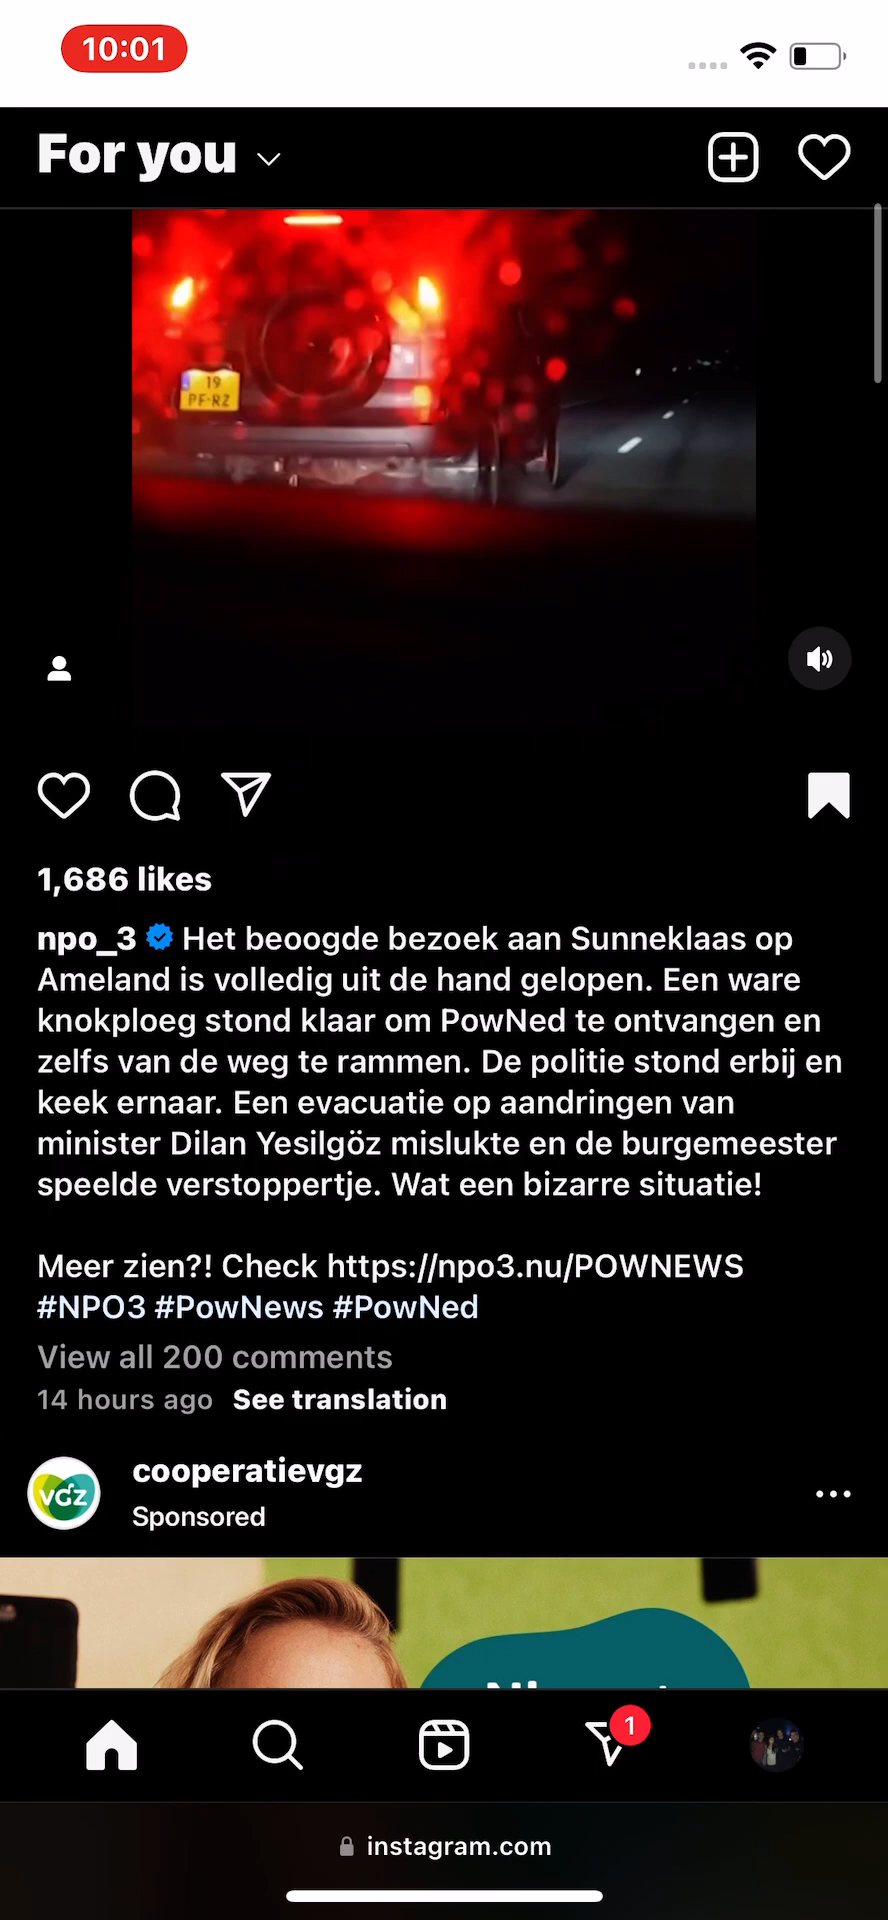 10:01
For you
19
PF-RZ
1,686 likes
npo_3 Het beoogde bezoek aan Sunneklaas op
Ameland is volledig uit de hand gelopen. Een ware
knokploeg stond klaar om PowNed te ontvangen en
zelfs van de weg te rammen. De politie stond erbij en
keek ernaar. Een evacuatie op aandringen van
minister Dilan Yesilgöz mislukte en de burgemeester
speelde verstoppertje. Wat een bizarre situatie!
Meer zien?! Check https://npo3.nu/POWNEWS
#NPO3 #PowNews #PowNed
View all 200 comments
14 hours ago See translation
cooperatievgz
VGZ
Sponsored
1
instagram.com